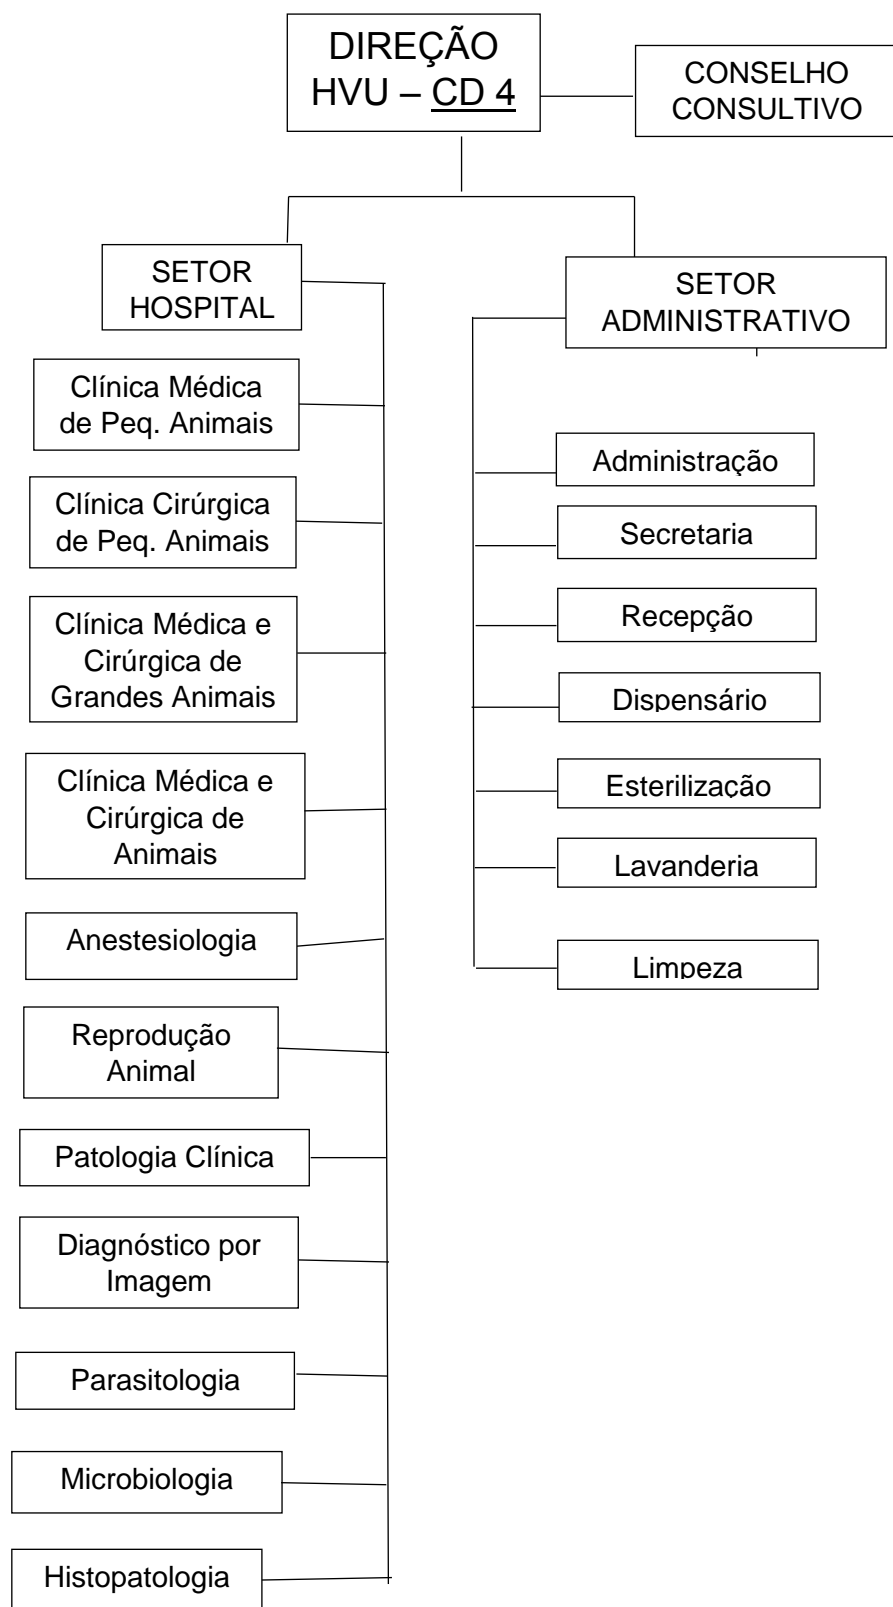 DIREÇÃO
HVU – CD 4
CONSELHO
CONSULTIVO
SETOR
HOSPITAL
SETOR
ADMINISTRATIVO
Clínica Médica
de Peq. Animais
Clínica Cirúrgica
de Peq. Animais
Clínica Médica e
Cirúrgica de
Grandes Animais
Clínica Médica e
Cirúrgica de
Animais
Anestesiologia
Reprodução
Animal
Patologia Clínica
Diagnóstico por
Imagem
Parasitologia
Microbiologia
Histopatologia
Administração
Secretaria
Recepção
Dispensário
Esterilização
Lavanderia
Limpeza